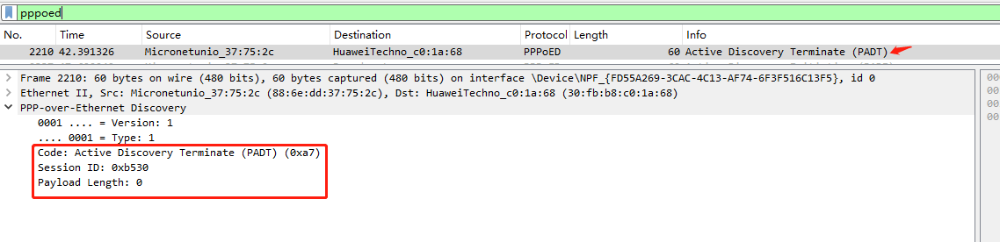 pppoed
No. Time Source Destination Protocol Length Info
2210 42.391326 Micronetunio_37:75:2c HuaweiTechno_c0:1a:68 PPPoED 60 Active Discovery Terminate (PADT)
Frame 2210: 60 bytes on wire (480 bits), 60 bytes captured (480 bits) on interface \Device\NPF_{FD55A269-3CAC-4C13-AF74-6F3F516C13F5}, id 0
Ethernet II, Src: Micronetunio_37:75:2c (88:6e:dd:37:75:2c), Dst: HuaweiTechno_c0:1a:68 (30:fb:b8:c0:1a:68)
PPP-over-Ethernet Discovery
0001 .... = Version: 1
.... 0001 = Type: 1
Code: Active Discovery Terminate (PADT) (0xa7)
Session ID: 0xb530
Payload Length: 0